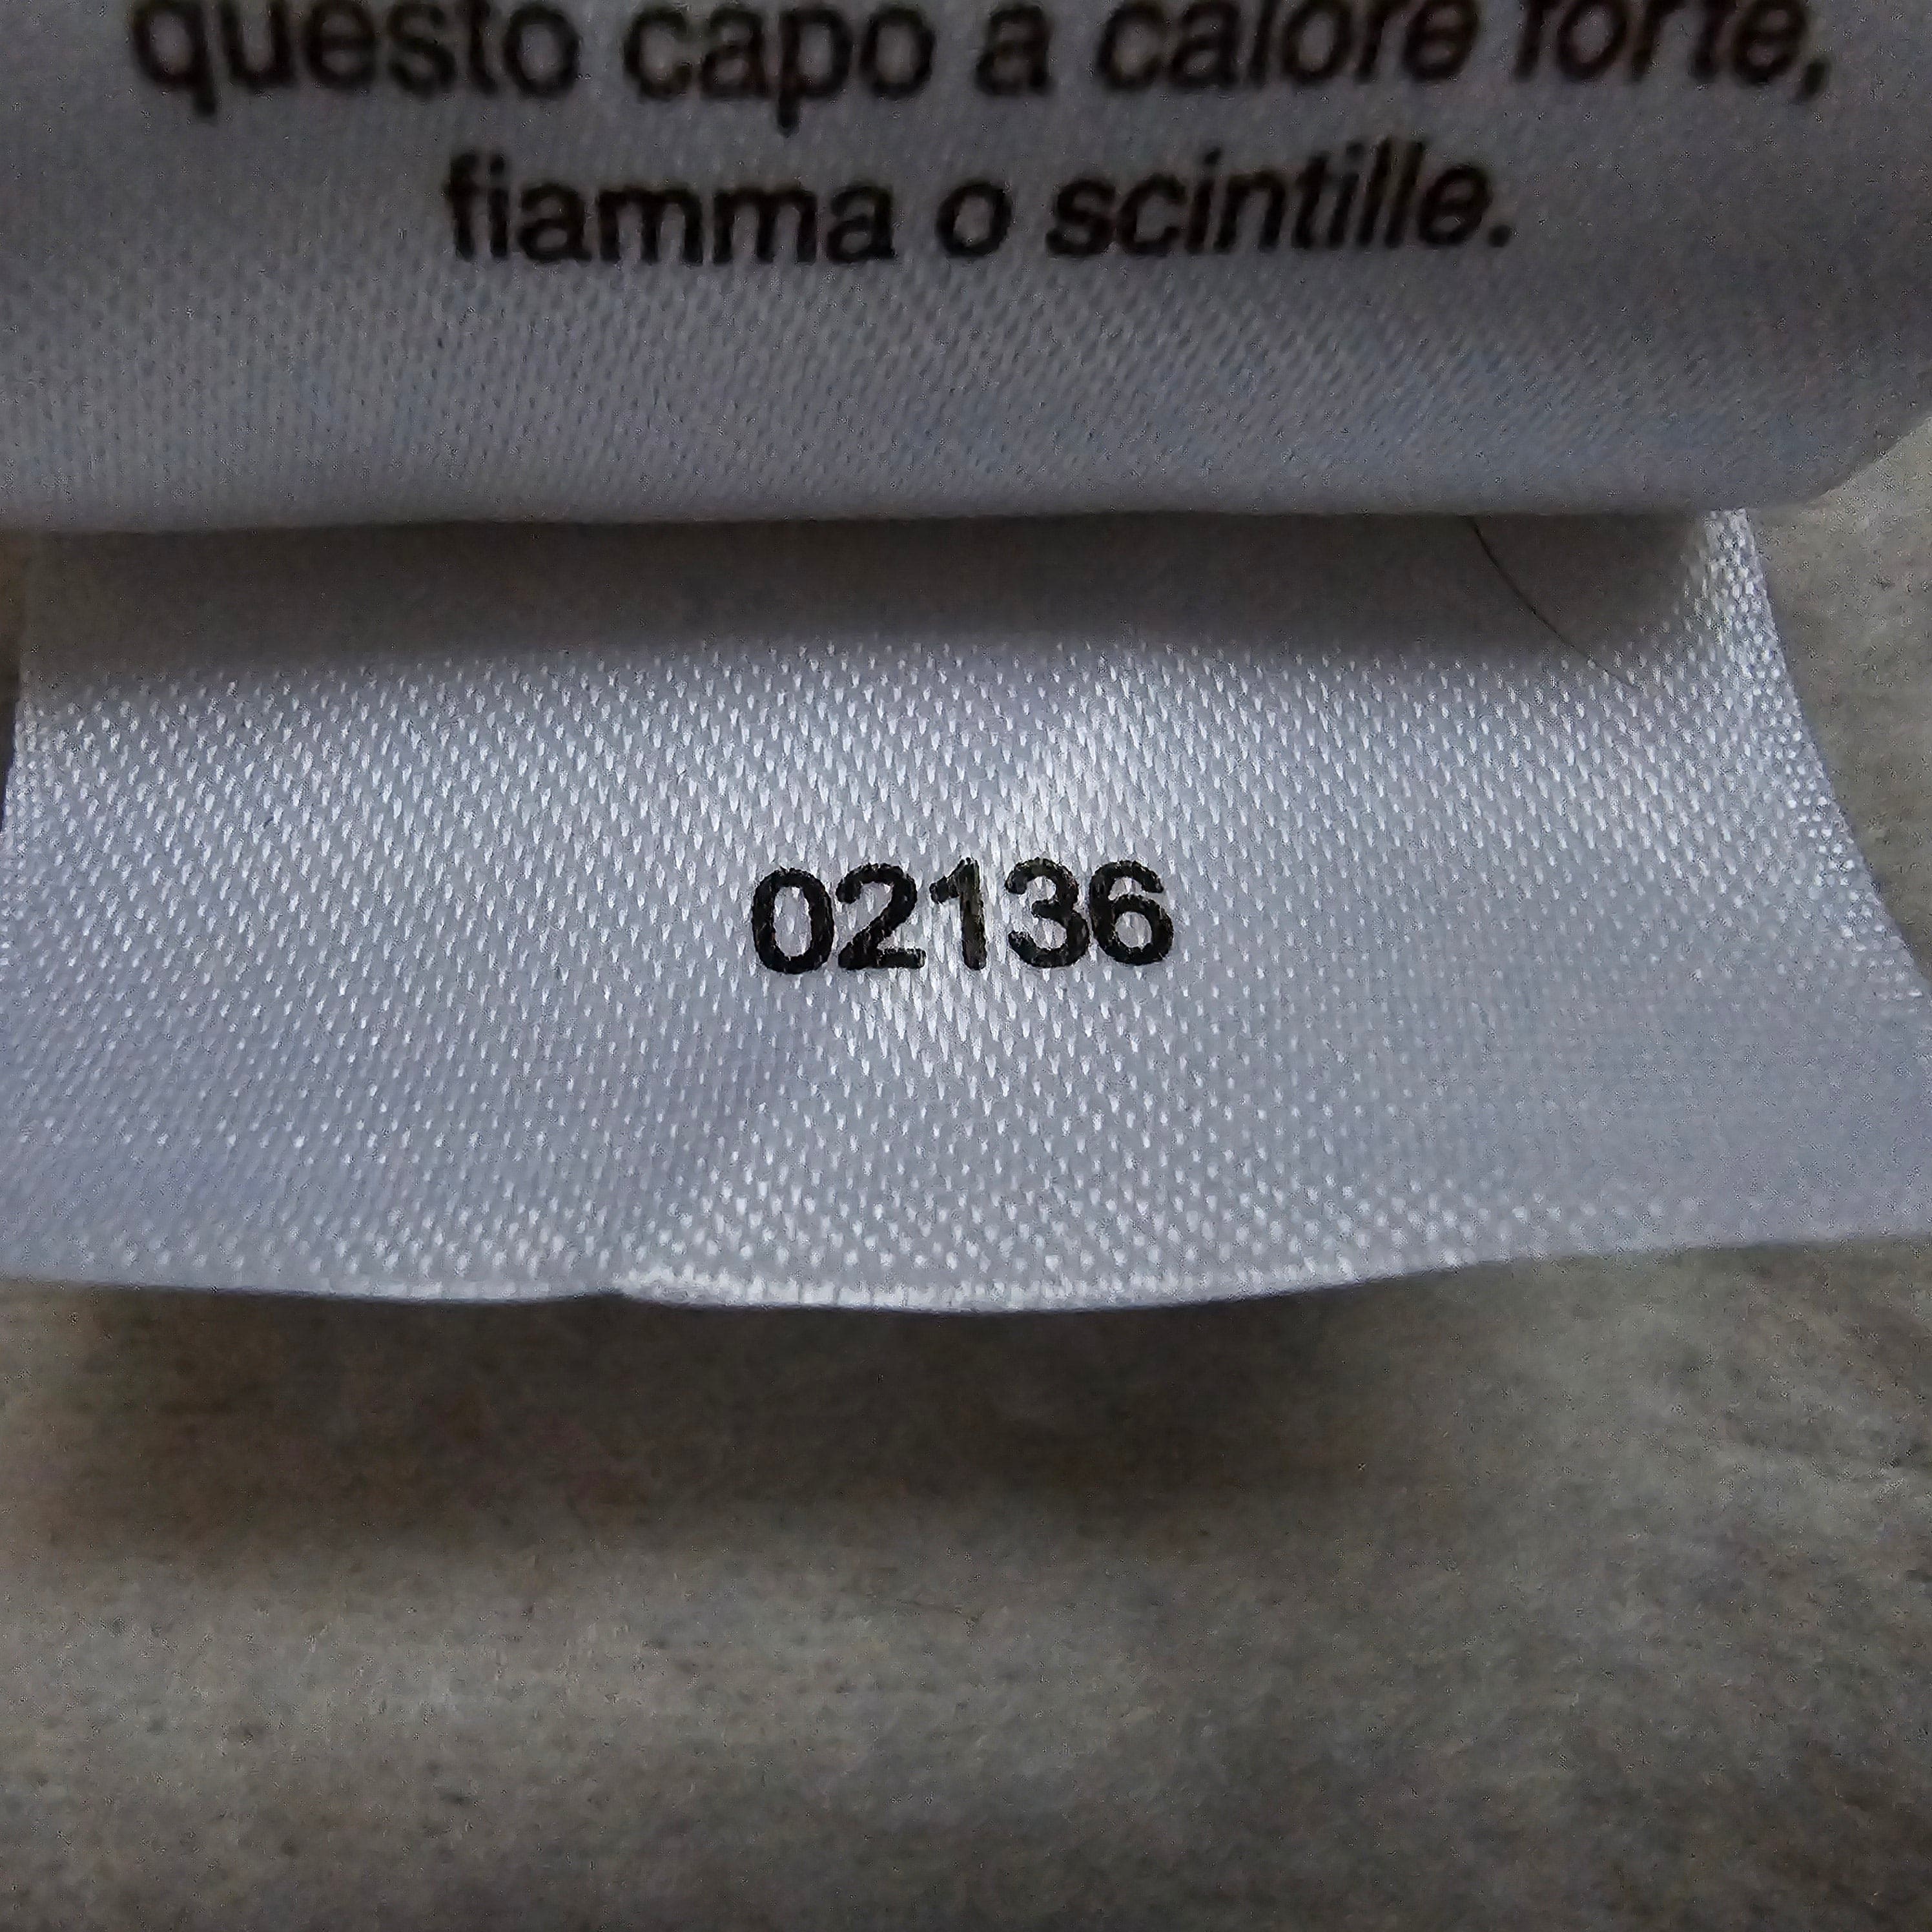 questo capo a calore forte,
fiamma o scintille.
02136